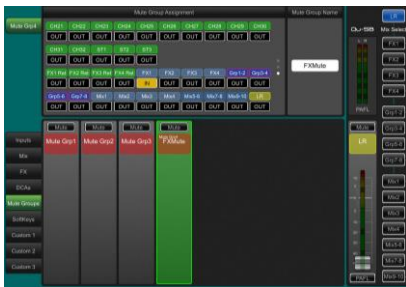 Mute Group Assignment
Mute Group Name
LR
Mute Grp4
CH21 CH22 CH23 CH24 CH25 CH26 CH27 CH28 CH29 CH30
OUT OUT OUT OUT OUT OUT OUT OUT OUT OUT
Qu-SB
Mix Select
CH31 CH32 ST1 ST2 ST3
L R
FX1
OUT OUT OUT OUT OUT
FX2
FXMute
FX1 Ret FX2 Ret FX3 Ret FX4 Ret FX1 FX2 FX3 FX4 Grp1-2 Grp3-4
FX3
OUT OUT OUT OUT IN OUT OUT OUT OUT OUT
FX4
Grp5-6 Grp7-8 Mix1 Mix2 Mix3 Mix4 Mix5-6 Mix7-8 Mix9-10 LR
OUT OUT OUT OUT OUT OUT OUT OUT OUT OUT
PAFL
Grp1-2
Mute Mute Mute Mute
Mute
Grp3-4
Inputs
Mute Grp1 Mute Grp2 Mute Grp3 FXMute
LR
Grp5-6
Mix
Grp7-8
FX
DCAs
Mix1
Mute Groups
Mix2
SoftKeys
Mix3
Custom 1
Mix4
Custom 2
Mix5-6
Custom 3
Mix7-8
PAFL
Mix9-10